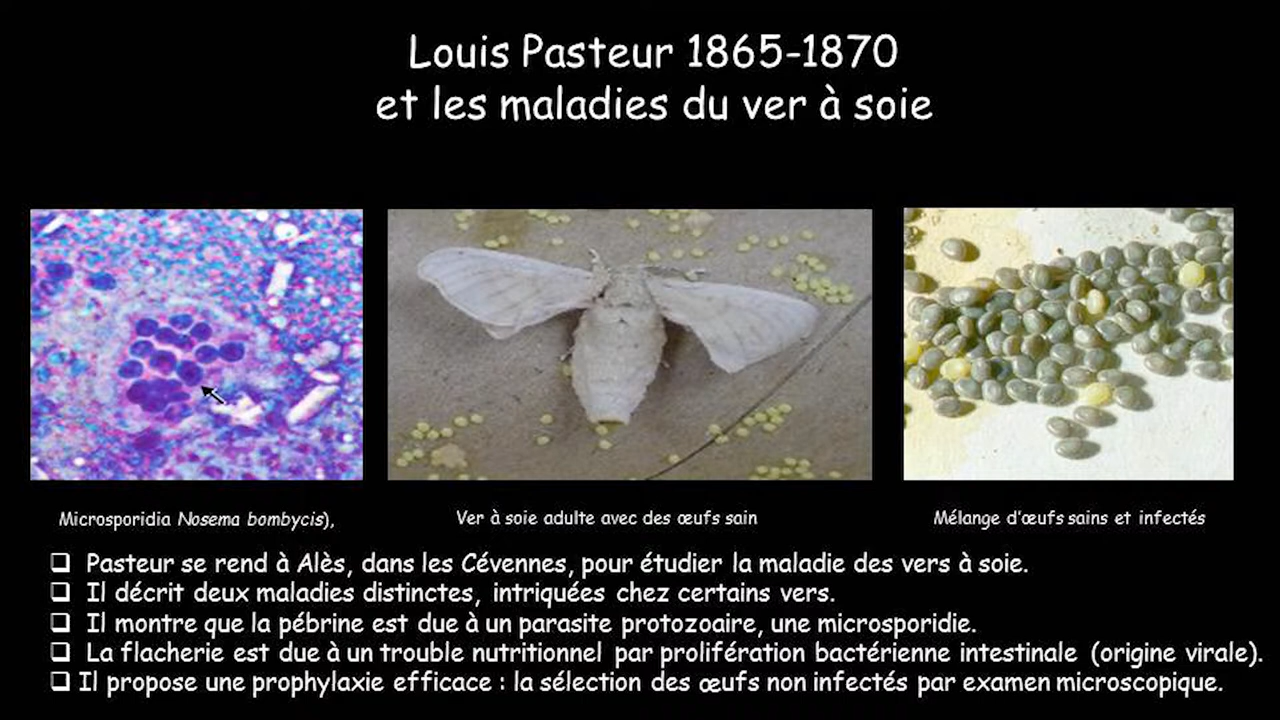 Louis Pasteur 1865-1870
et les maladies du ver à soie
Microsporidia Nosema bombycis),
Ver à soie adulte avec des œufs sain
Mélange d'œufs sains et infectés
❑ Pasteur se rend à Alès, dans les Cévennes, pour étudier la maladie des vers à soie.
❑ Il décrit deux maladies distinctes, intriquées chez certains vers.
❑ Il montre que la pébrine est due à un parasite protozoaire, une microsporidie.
❑ La flacherie est due à un trouble nutritionnel par prolifération bactérienne intestinale (origine virale).
❑ Il propose une prophylaxie efficace : la sélection des œufs non infectés par examen microscopique.